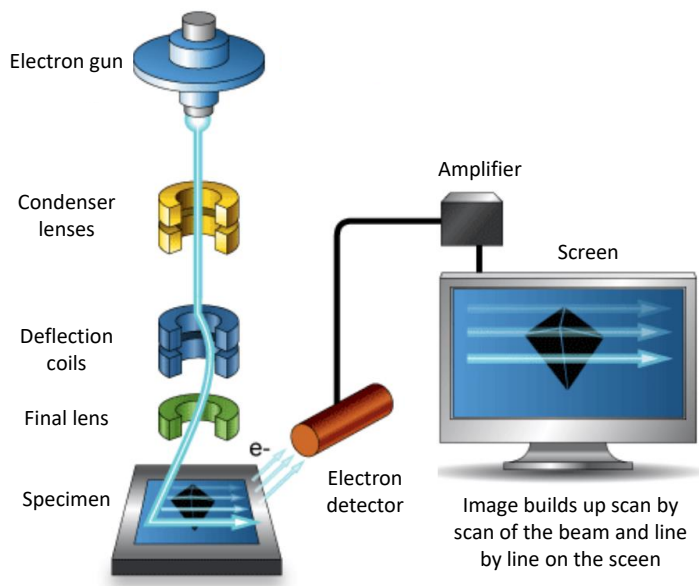 Electron gun
Condenser
lenses
Deflection
coils
Final lens
Specimen
e-
Electron
detector
Amplifier
Screen
Image builds up scan by
scan of the beam and line
by line on the sceen